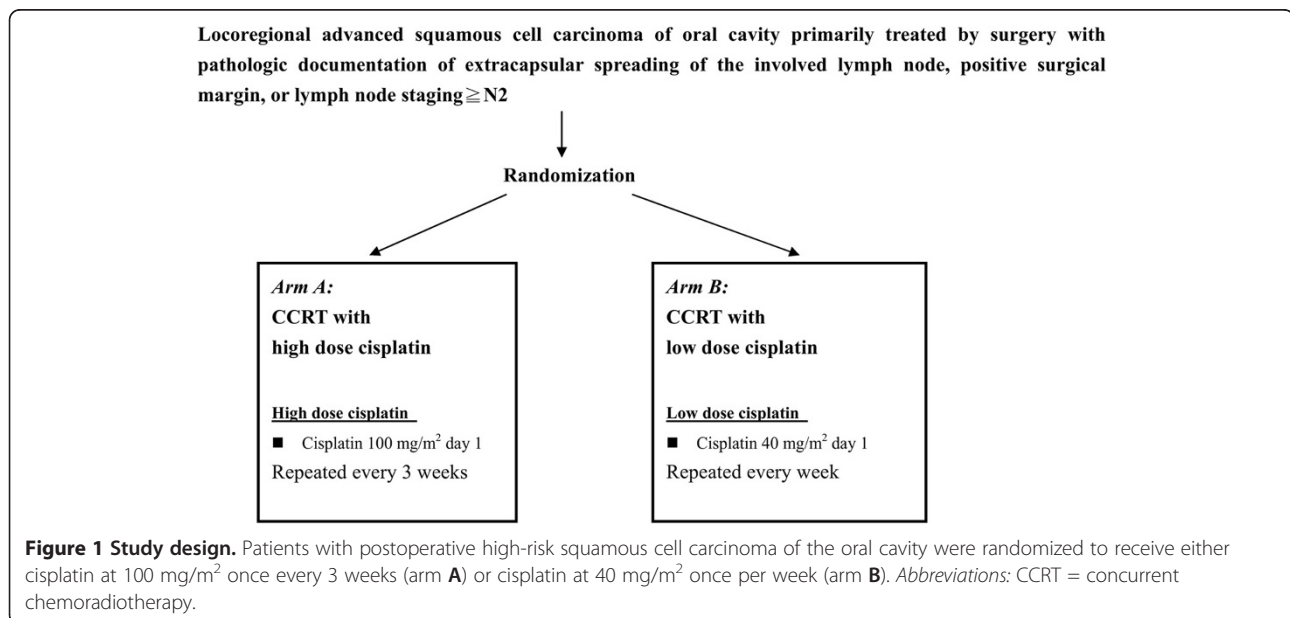 Locoregional advanced squamous cell carcinoma of oral cavity primarily treated by surgery with
pathologic documentation of extracapsular spreading of the involved lymph node, positive surgical
margin, or lymph node staging≧N2
Randomization
Arm A:
CCRT with
high dose cisplatin
High dose cisplatin
■ Cisplatin 100 mg/m² day 1
Repeated every 3 weeks
Arm B:
CCRT with
low dose cisplatin
Low dose cisplatin
■ Cisplatin 40 mg/m² day 1
Repeated every week
Figure 1 Study design. Patients with postoperative high-risk squamous cell carcinoma of the oral cavity were randomized to receive either
cisplatin at 100 mg/m² once every 3 weeks (arm A) or cisplatin at 40 mg/m² once per week (arm B). Abbreviations: CCRT = concurrent
chemoradiotherapy.